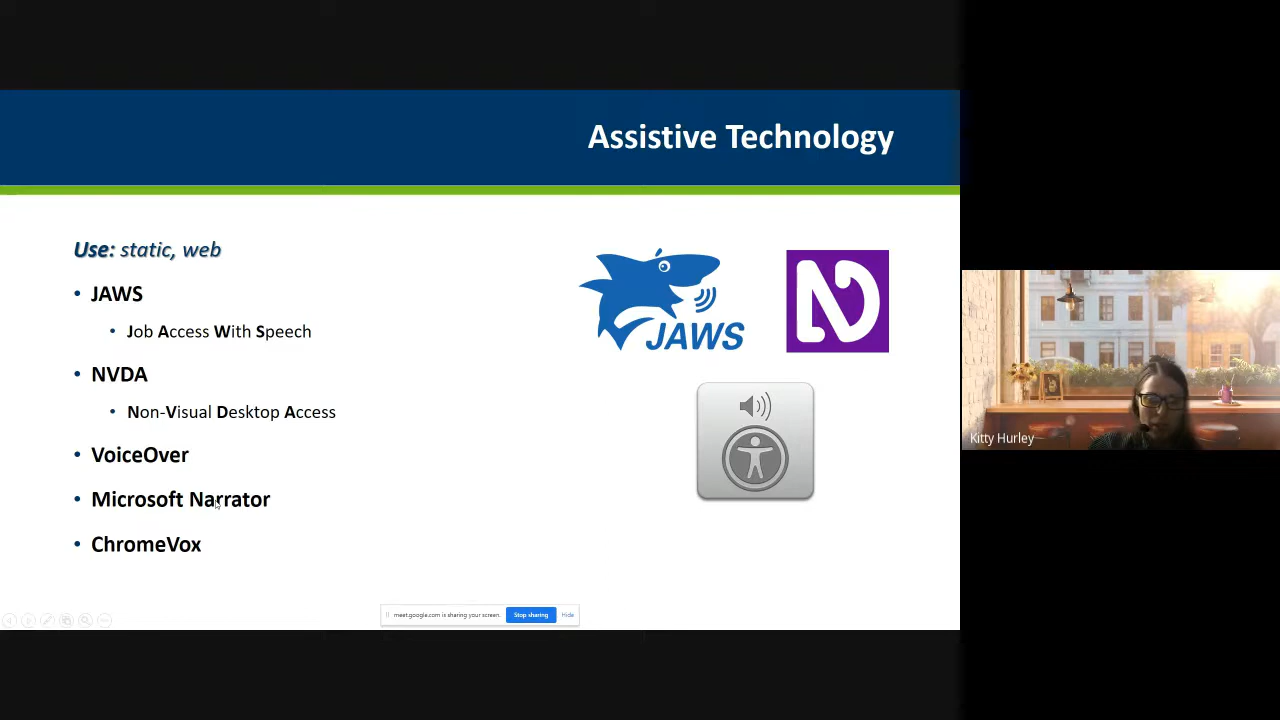 Assistive Technology
Use: static, web
• JAWS
• Job Access With Speech
• NVDA
• Non-Visual Desktop Access
• VoiceOver
• Microsoft Narrator
• ChromeVox
JAWS
meet.google.com is sharing your screen. Stop sharing Hide
Kitty Hurley